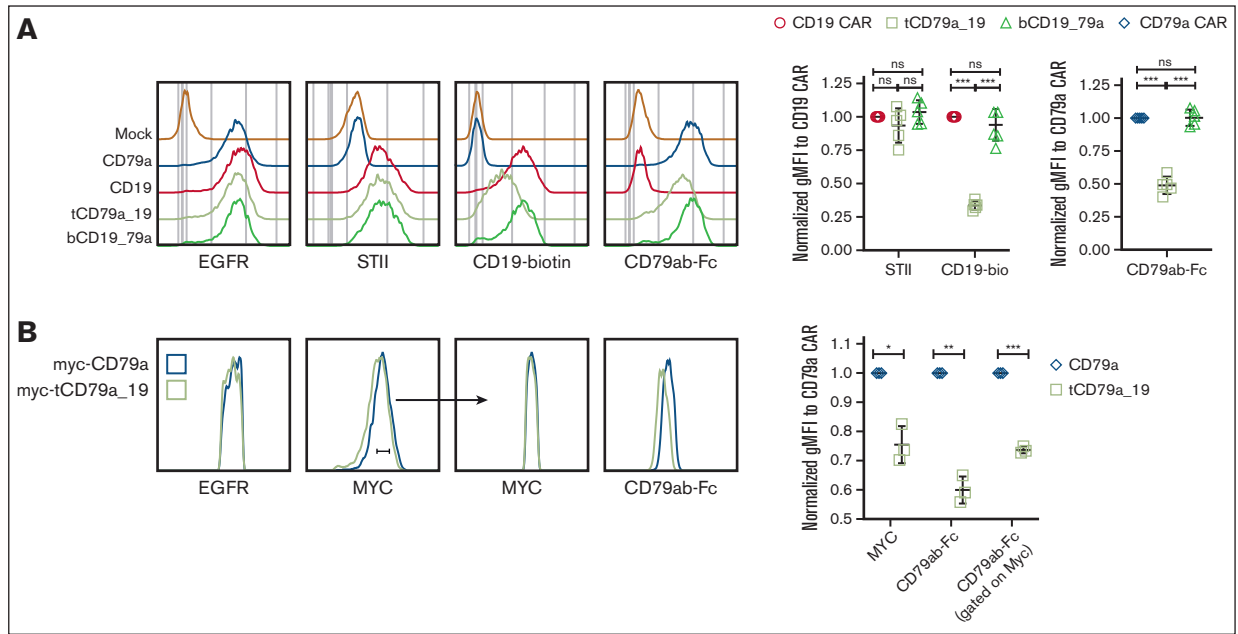 A
CD19 CAR tCD79a_19 bCD19_79a CD79a CAR
Mock
CD79a
CD19
tCD79a_19
bCD19_79a
EGFR
STII
CD19-biotin
CD79ab-Fc
Normalized gMFI to CD19 CAR
1.25
1.00
0.75
0.50
0.25
0.00
ns
ns ns
ns
*** ***
STII
CD19-bio
Normalized gMFI to CD79a CAR
1.25
1.00
0.75
0.50
0.25
0.00
ns
*** ***
CD79ab-Fc
B
myc-CD79a
myc-tCD79a_19
EGFR
MYC
MYC
CD79ab-Fc
Normalized gMFI to CD79a CAR
1.1
1.0
0.9
0.8
0.7
0.6
0.5
*
**
***
MYC
CD79ab-Fc
CD79ab-Fc
(gated on Myc)
CD79a
tCD79a_19